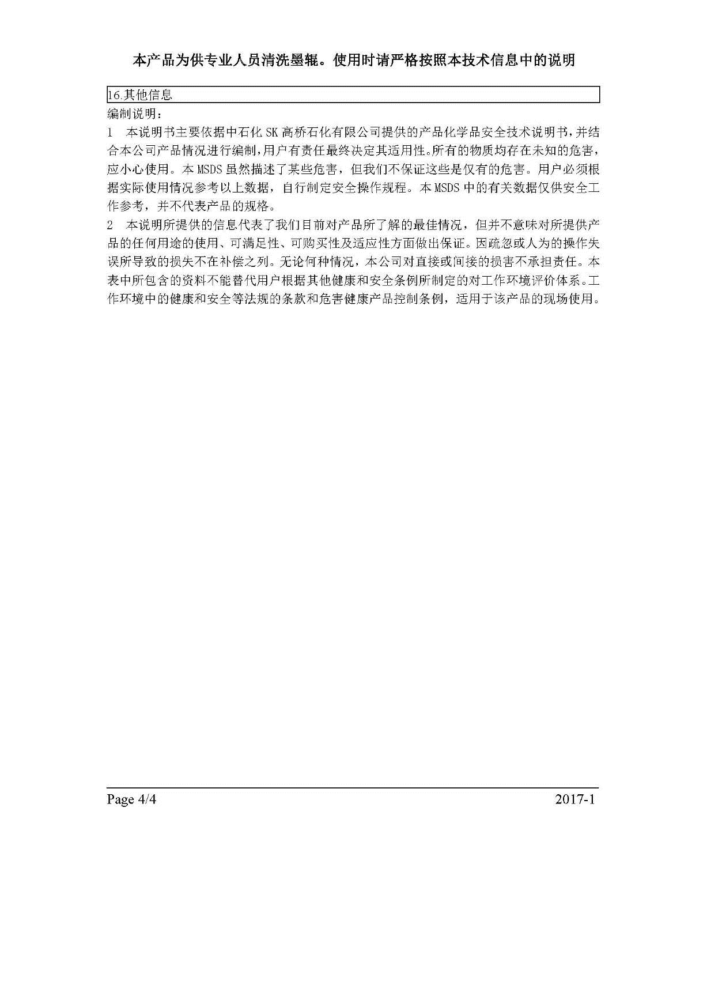 本产品为供专业人员清洗墨辊。使用时请严格按照本技术信息中的说明
16.其他信息
编制说明：
1 本说明书主要依据中石化 SK 高桥石化有限公司提供的产品化学品安全技术说明书，并结
合本公司产品情况进行编制，用户有责任最终决定其适用性。所有的物质均存在未知的危害，
应小心使用。本 MSDS 虽然描述了某些危害，但我们不保证这些是仅有的危害。用户必须根
据实际使用情况参考以上数据，自行制定安全操作规程。本 MSDS 中的有关数据仅供安全工
作参考，并不代表产品的规格。
2 本说明所提供的信息代表了我们目前对产品所了解的最佳情况，但并不意味对所提供产
品的任何用途的使用、可满足性、可购买性及适应性方面做出保证。因疏忽或人为的操作失
误所导致的损失不在补偿之列。无论何种情况，本公司对直接或间接的损害不承担责任。本
表中所包含的资料不能替代用户根据其他健康和安全条例所制定的对工作环境评价体系。工
作环境中的健康和安全等法规的条款和危害健康产品控制条例，适用于该产品的现场使用。
Page 4/4 2017-1